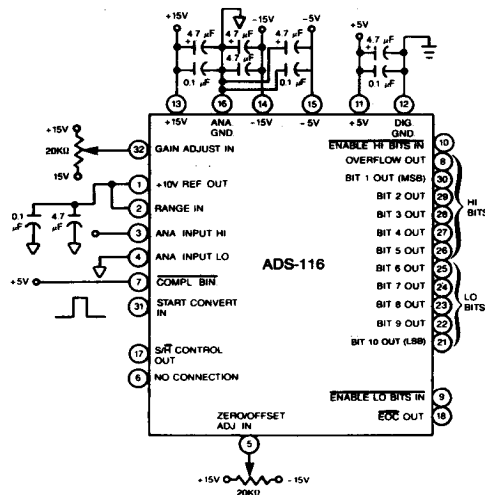 +15V 4.7 µF 4.7 µF -15V 4.7 µF -5V +5V 4.7 µF
0.1 µF 0.1 µF 0.1 µF 0.1 µF
13 16 14 15 11 12
+15V ANA GND -15V -5V +5V DIG. GND
+15V
20KΩ
15V
32 GAIN ADJUST IN
1 +10V REF OUT
0.1 µF 4.7 µF
2 RANGE IN
3 ANA INPUT HI
4 ANA INPUT LO
+5V 7 COMPL BIN
31 START CONVERT IN
17 S/H CONTROL OUT
6 NO CONNECTION
ADS-116
ENABLE HI BITS IN 10
OVERFLOW OUT 8
BIT 1 OUT (MSB) 30
BIT 2 OUT 29
BIT 3 OUT 28
BIT 4 OUT 27
BIT 5 OUT 26
HI BITS
BIT 6 OUT 25
BIT 7 OUT 24
BIT 8 OUT 23
BIT 9 OUT 22
BIT 10 OUT (LSB) 21
LO BITS
ENABLE LO BITS IN 9
EOC OUT 18
ZERO/OFFSET
ADJ IN
5
+15V -15V
20KΩ